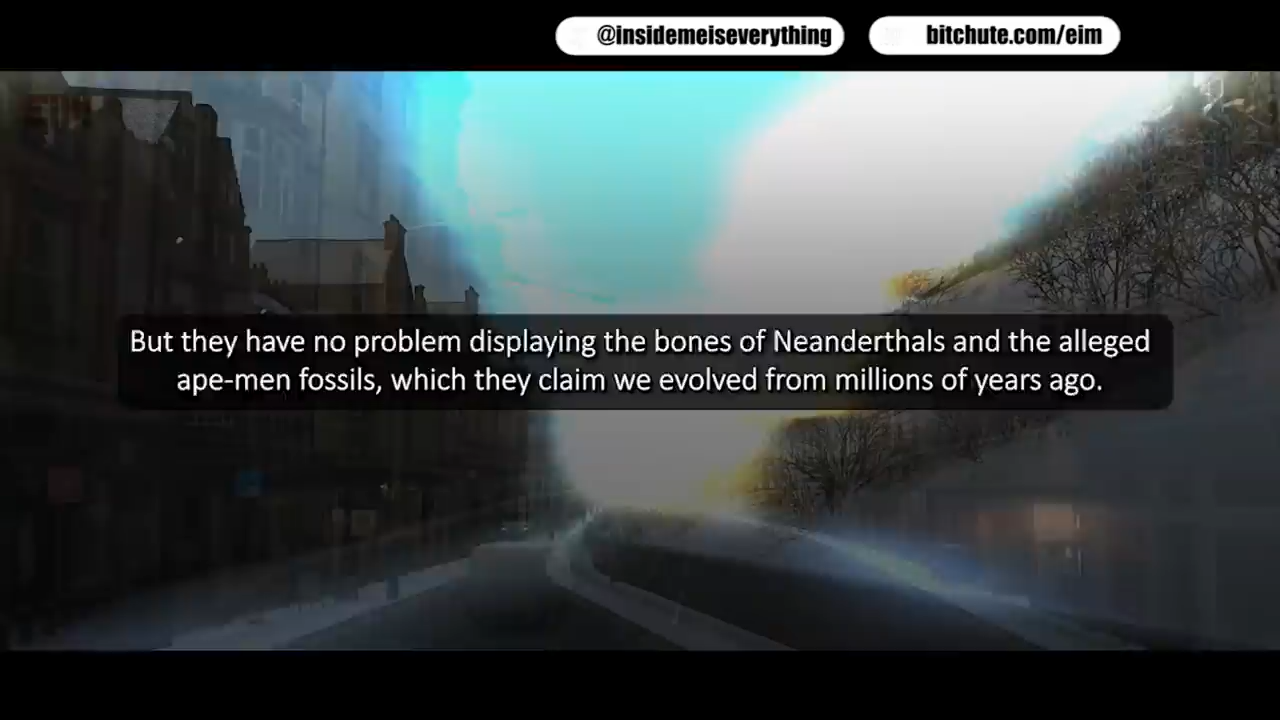 @insidemeiseverything
bitchute.com/eim
But they have no problem displaying the bones of Neanderthals and the alleged
ape-men fossils, which they claim we evolved from millions of years ago.